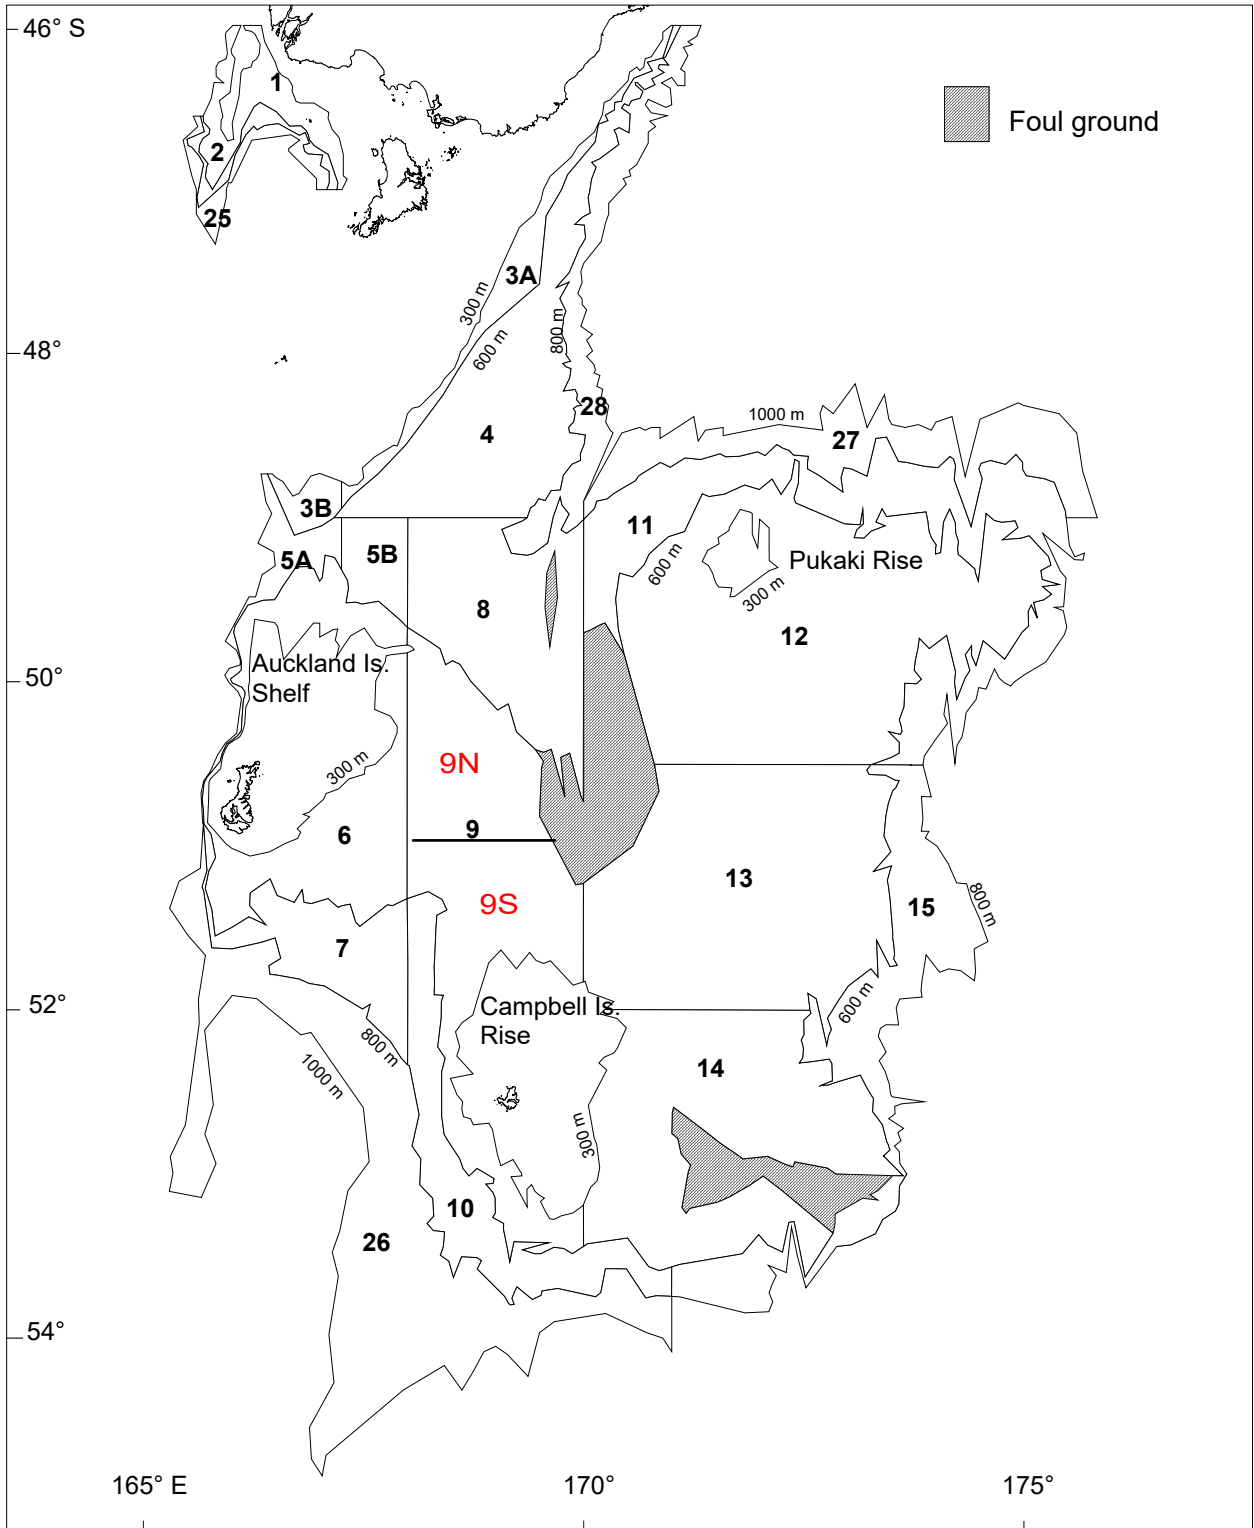 46° S
1
Foul ground
2
25
3A
300 m
800 m
600 m
48°
28
1000 m
4
27
3B
11
5A
5B
600 m
Pukaki Rise
300 m
8
12
Auckland Is.
Shelf
50°
9N
300 m
9
6
13
9S
15
800 m
7
52°
Campbell Is.
Rise
600 m
800 m
14
1000 m
300 m
10
26
54°
165° E
170°
175°